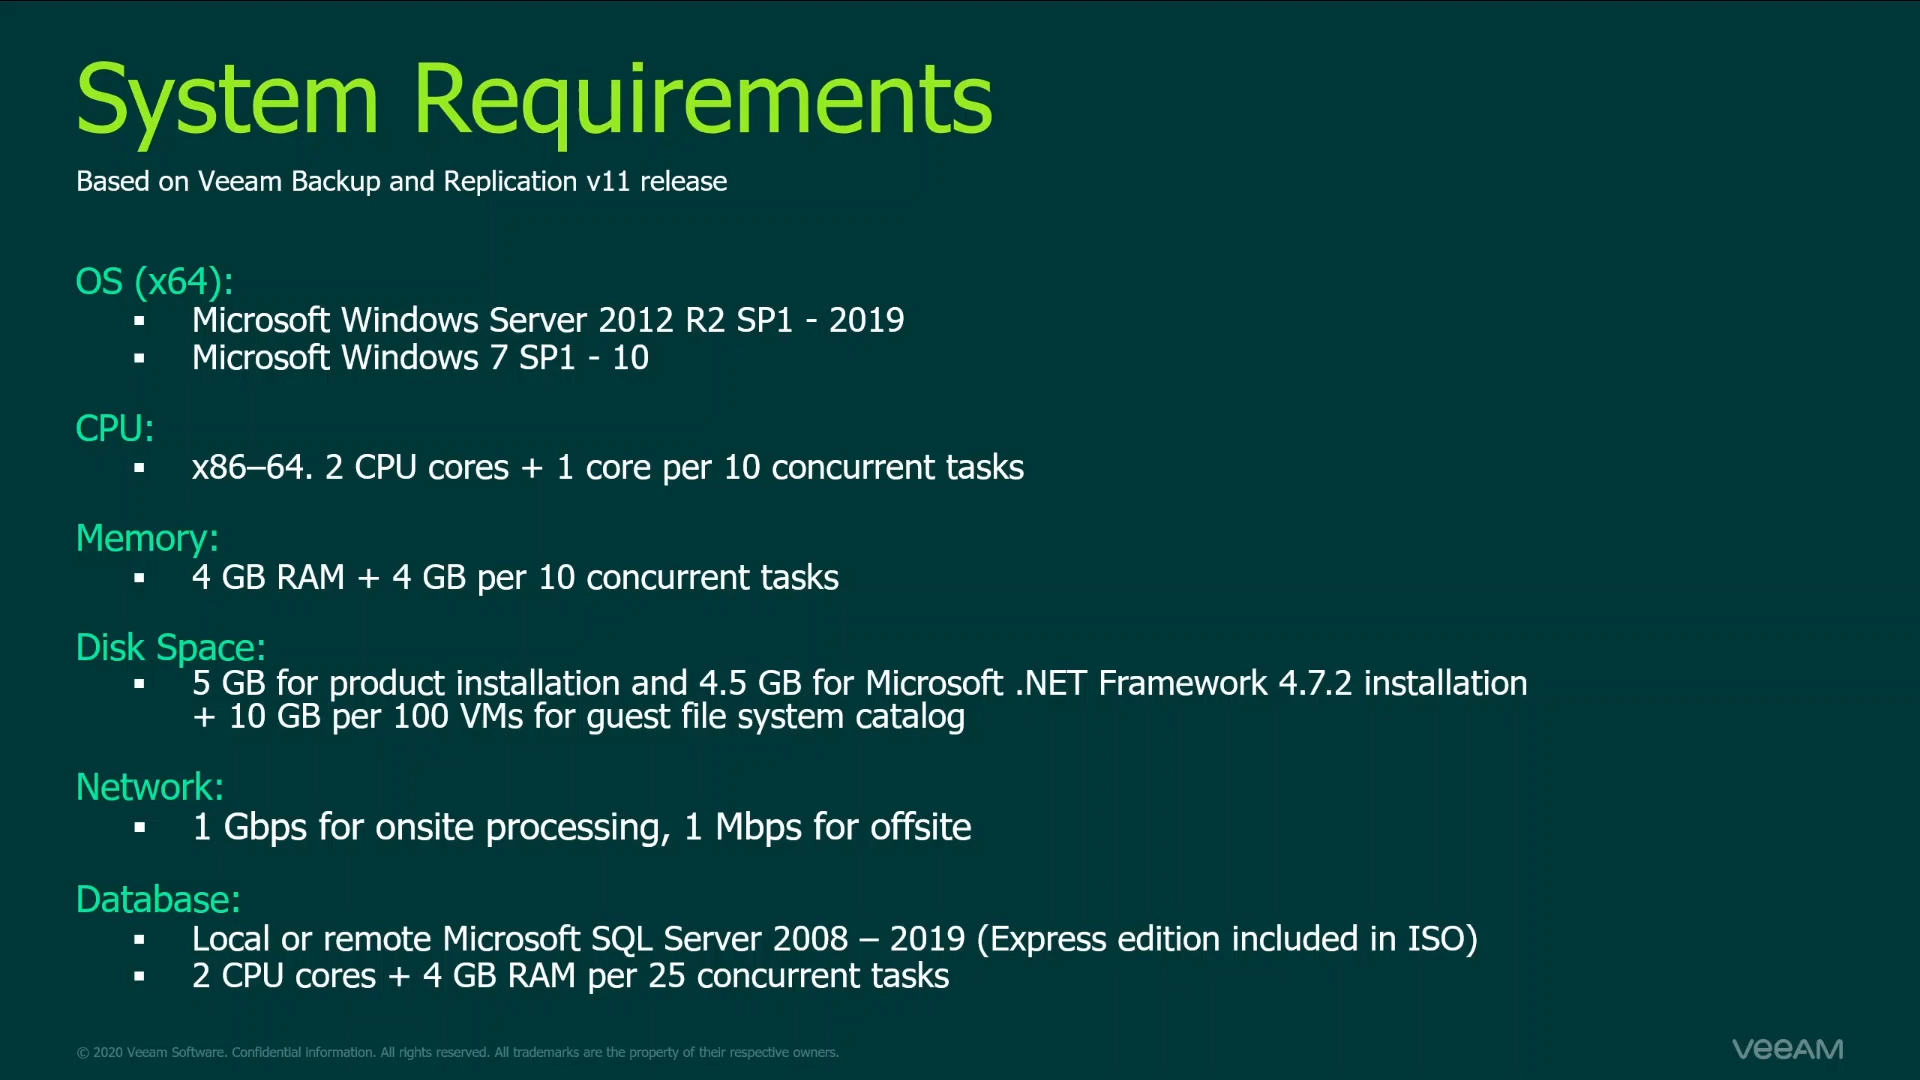 System Requirements
Based on Veeam Backup and Replication v11 release
OS (x64):
▪ Microsoft Windows Server 2012 R2 SP1 - 2019
▪ Microsoft Windows 7 SP1 - 10
CPU:
▪ x86–64. 2 CPU cores + 1 core per 10 concurrent tasks
Memory:
▪ 4 GB RAM + 4 GB per 10 concurrent tasks
Disk Space:
▪ 5 GB for product installation and 4.5 GB for Microsoft .NET Framework 4.7.2 installation
+ 10 GB per 100 VMs for guest file system catalog
Network:
▪ 1 Gbps for onsite processing, 1 Mbps for offsite
Database:
▪ Local or remote Microsoft SQL Server 2008 – 2019 (Express edition included in ISO)
▪ 2 CPU cores + 4 GB RAM per 25 concurrent tasks
© 2020 Veeam Software. Confidential information. All rights reserved. All trademarks are the property of their respective owners.
veeAM